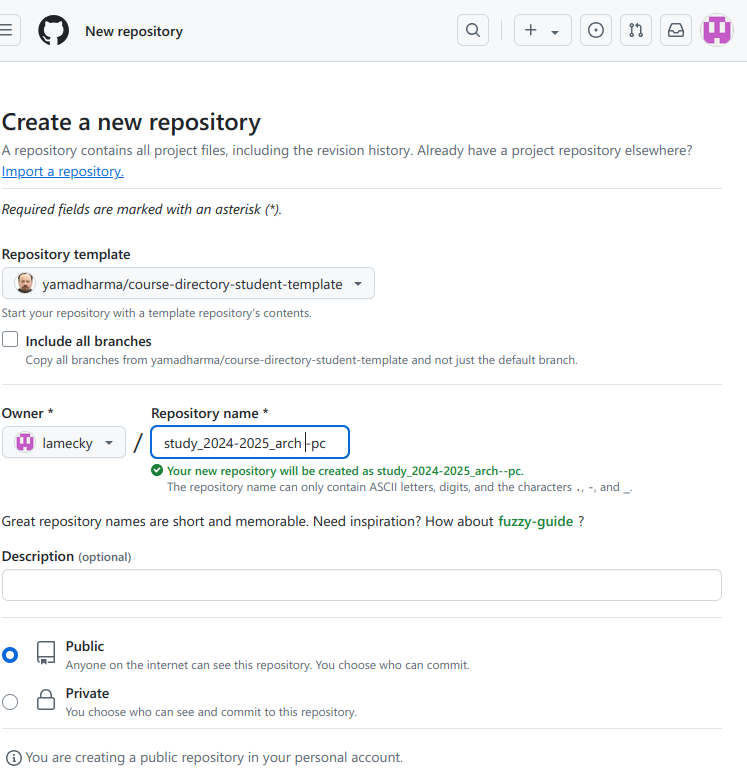 New repository
Create a new repository
A repository contains all project files, including the revision history. Already have a project repository elsewhere?
Import a repository.
Required fields are marked with an asterisk (*).
Repository template
yamadharma/course-directory-student-template
Start your repository with a template repository's contents.
Include all branches
Copy all branches from yamadharma/course-directory-student-template and not just the default branch.
Owner * Repository name *
lamecky / study_2024-2025_arch -pc
Your new repository will be created as study_2024-2025_arch--pc.
The repository name can only contain ASCII letters, digits, and the characters ., -, and _.
Great repository names are short and memorable. Need inspiration? How about fuzzy-guide ?
Description (optional)
Public
Anyone on the internet can see this repository. You choose who can commit.
Private
You choose who can see and commit to this repository.
You are creating a public repository in your personal account.